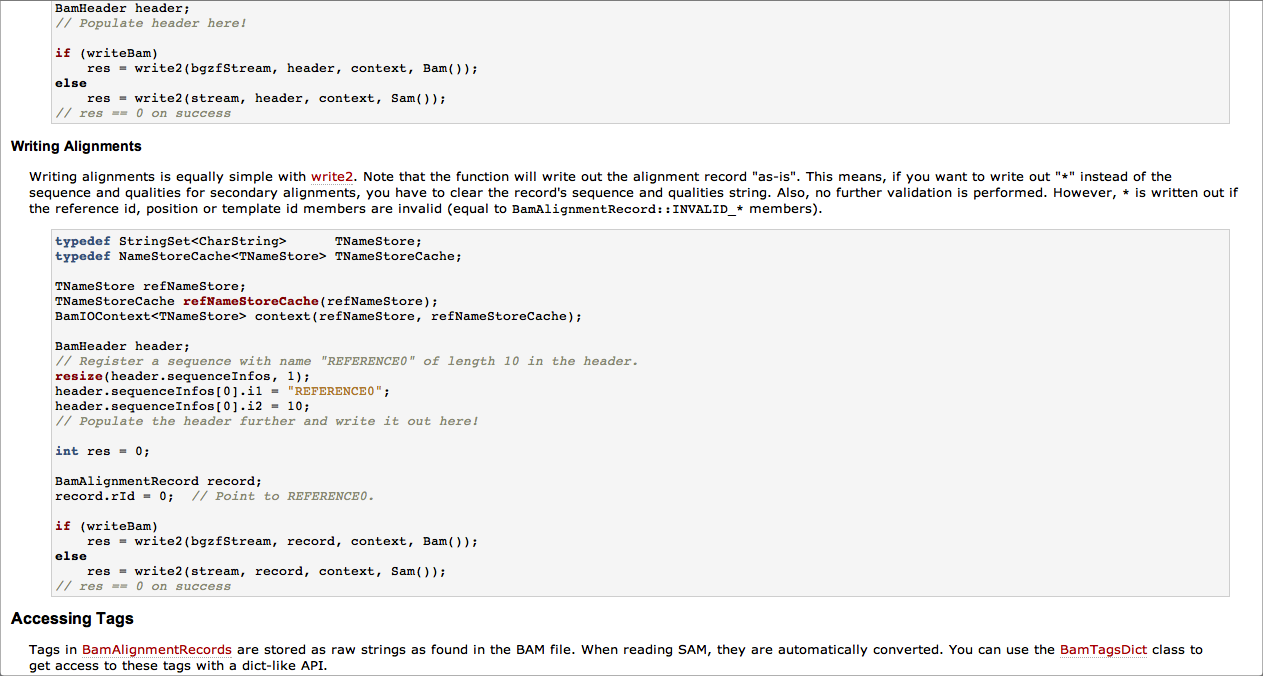 BamHeader header;
// Populate header here!
if (writeBam)
    res = write2(bgzfStream, header, context, Bam());
else
    res = write2(stream, header, context, Sam());
// res == 0 on success
Writing Alignments
Writing alignments is equally simple with write2. Note that the function will write out the alignment record "as-is". This means, if you want to write out "*" instead of the
sequence and qualities for secondary alignments, you have to clear the record's sequence and qualities string. Also, no further validation is performed. However, * is written out if
the reference id, position or template id members are invalid (equal to BamAlignmentRecord::INVALID_* members).
typedef StringSet<CharString>      TNameStore;
typedef NameStoreCache<TNameStore> TNameStoreCache;
TNameStore refNameStore;
TNameStoreCache refNameStoreCache(refNameStore);
BamIOContext<TNameStore> context(refNameStore, refNameStoreCache);
BamHeader header;
// Register a sequence with name "REFERENCE0" of length 10 in the header.
resize(header.sequenceInfos, 1);
header.sequenceInfos[0].i1 = "REFERENCE0";
header.sequenceInfos[0].i2 = 10;
// Populate the header further and write it out here!
int res = 0;
BamAlignmentRecord record;
record.rId = 0;  // Point to REFERENCE0.
if (writeBam)
    res = write2(bgzfStream, record, context, Bam());
else
    res = write2(stream, record, context, Sam());
// res == 0 on success
Accessing Tags
Tags in BamAlignmentRecords are stored as raw strings as found in the BAM file. When reading SAM, they are automatically converted. You can use the BamTagsDict class to
get access to these tags with a dict-like API.